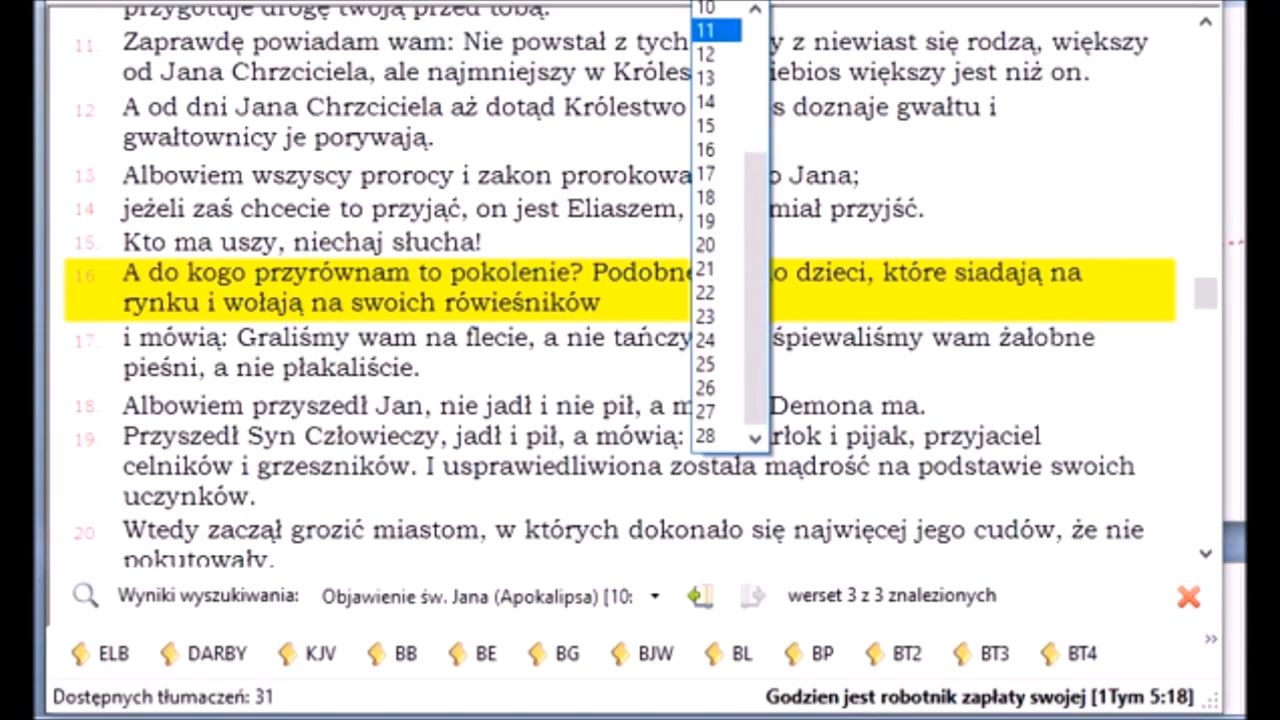 przygotuje drogę twoją przed tobą.
11. Zaprawdę powiadam wam: Nie powstał z tych y z niewiast się rodzą, większy
od Jana Chrzciciela, ale najmniejszy w Króles iebios większy jest niż on.
12 A od dni Jana Chrzciciela aż dotąd Królestwo s doznaje gwałtu i
gwałtownicy je porywają.
13 Albowiem wszyscy prorocy i zakon prorokowa o Jana;
14 jeżeli zaś chcecie to przyjąć, on jest Eliaszem, miał przyjść.
15. Kto ma uszy, niechaj słucha!
16 A do kogo przyrównam to pokolenie? Podobne o dzieci, które siadają na
rynku i wołają na swoich rówieśników
17. i mówią: Graliśmy wam na flecie, a nie tańczy śpiewaliśmy wam żałobne
pieśni, a nie płakaliście.
18. Albowiem przyszedł Jan, nie jadł i nie pił, a m Demona ma.
19. Przyszedł Syn Człowieczy, jadł i pił, a mówią: rłok i pijak, przyjaciel
celników i grzeszników. I usprawiedliwiona została mądrość na podstawie swoich
uczynków.
20 Wtedy zaczął grozić miastom, w których dokonało się najwięcej jego cudów, że nie
pokutowały.
10
11
12
13
14
15
16
17
18
19
20
21
22
23
24
25
26
27
28
Wyniki wyszukiwania: Objawienie św. Jana (Apokalipsa) [10: werset 3 z 3 znalezionych
ELB DARBY KJV BB BE BG BJW BL BP BT2 BT3 BT4 »
Dostępnych tłumaczeń: 31 Godzien jest robotnik zapłaty swojej [1Tym 5:18]